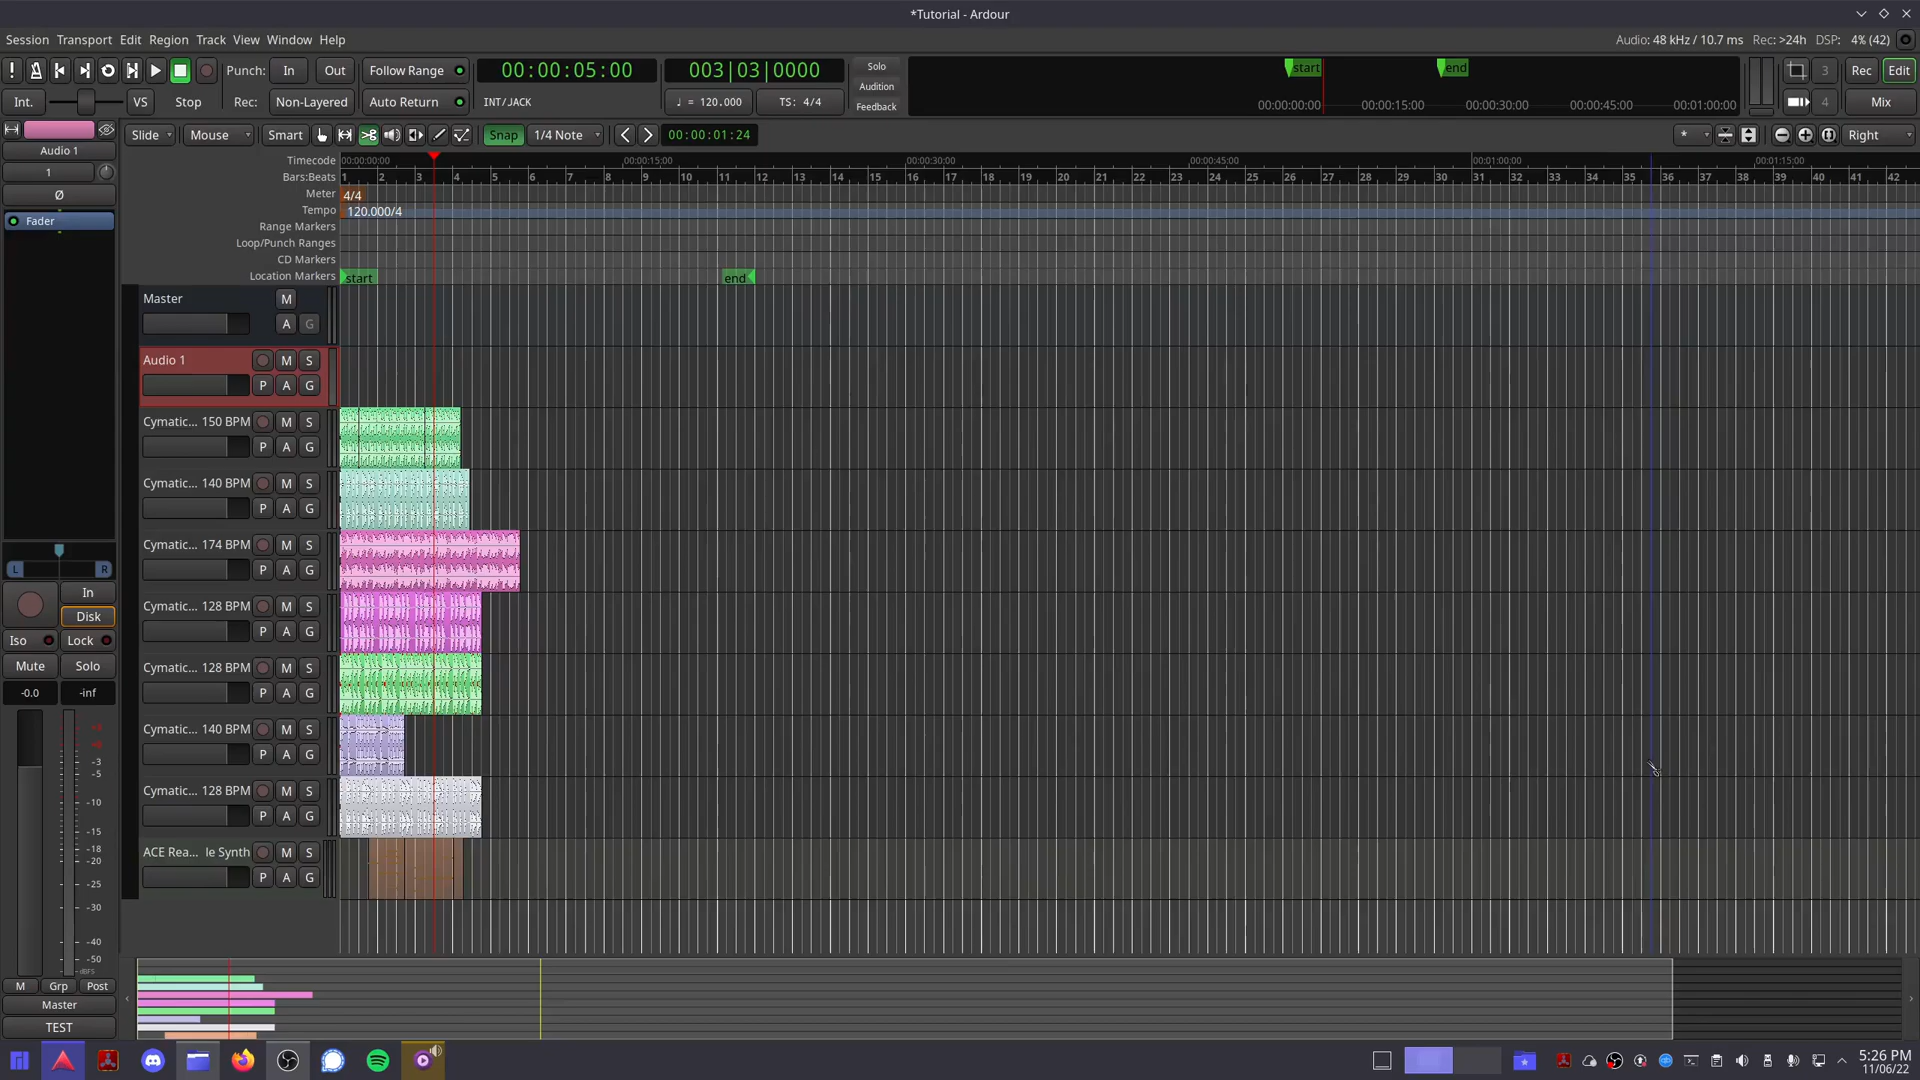 *Tutorial - Ardour
Session Transport Edit Region Track View Window Help
Audio: 48 kHz / 10.7 ms Rec: >24h DSP: 4% (42)
Punch: In Out Follow Range 00:00:05:00 003|03|0000
Solo
Audition
Feedback
start end
00:00:00:00 00:00:15:00 00:00:30:00 00:00:45:00 00:01:00:00
3 Rec Edit
Int. VS Stop Rec: Non-Layered Auto Return INT/JACK ♩ = 120.000 TS: 4/4
4 Mix
Slide Mouse Smart Snap 1/4 Note 00:00:01:24 * Right
Audio 1
1
Ø
Fader
L R
In
Disk
Iso Lock
Mute Solo
-0.0 -inf
-3
-5
-10
-15
-18
-20
-25
-30
-40
-50
dBFS
M Grp Post
Master
TEST
Timecode 00:00:00:00 00:00:15:00 00:00:30:00 00:00:45:00 00:01:00:00 00:01:15:00
Bars:Beats 1 2 3 4 5 6 7 8 9 10 11 12 13 14 15 16 17 18 19 20 21 22 23 24 25 26 27 28 29 30 31 32 33 34 35 36 37 38 39 40 41 42
Meter 4/4
Tempo 120.000/4
Range Markers
Loop/Punch Ranges
CD Markers
Location Markers start end
Master M
A G
Audio 1 M S
P A G
Cymatic... 150 BPM M S
P A G
Cymatic... 140 BPM M S
P A G
Cymatic... 174 BPM M S
P A G
Cymatic... 128 BPM M S
P A G
Cymatic... 128 BPM M S
P A G
Cymatic... 140 BPM M S
P A G
Cymatic... 128 BPM M S
P A G
ACE Rea... le Synth M S
P A G
5:26 PM
11/06/22